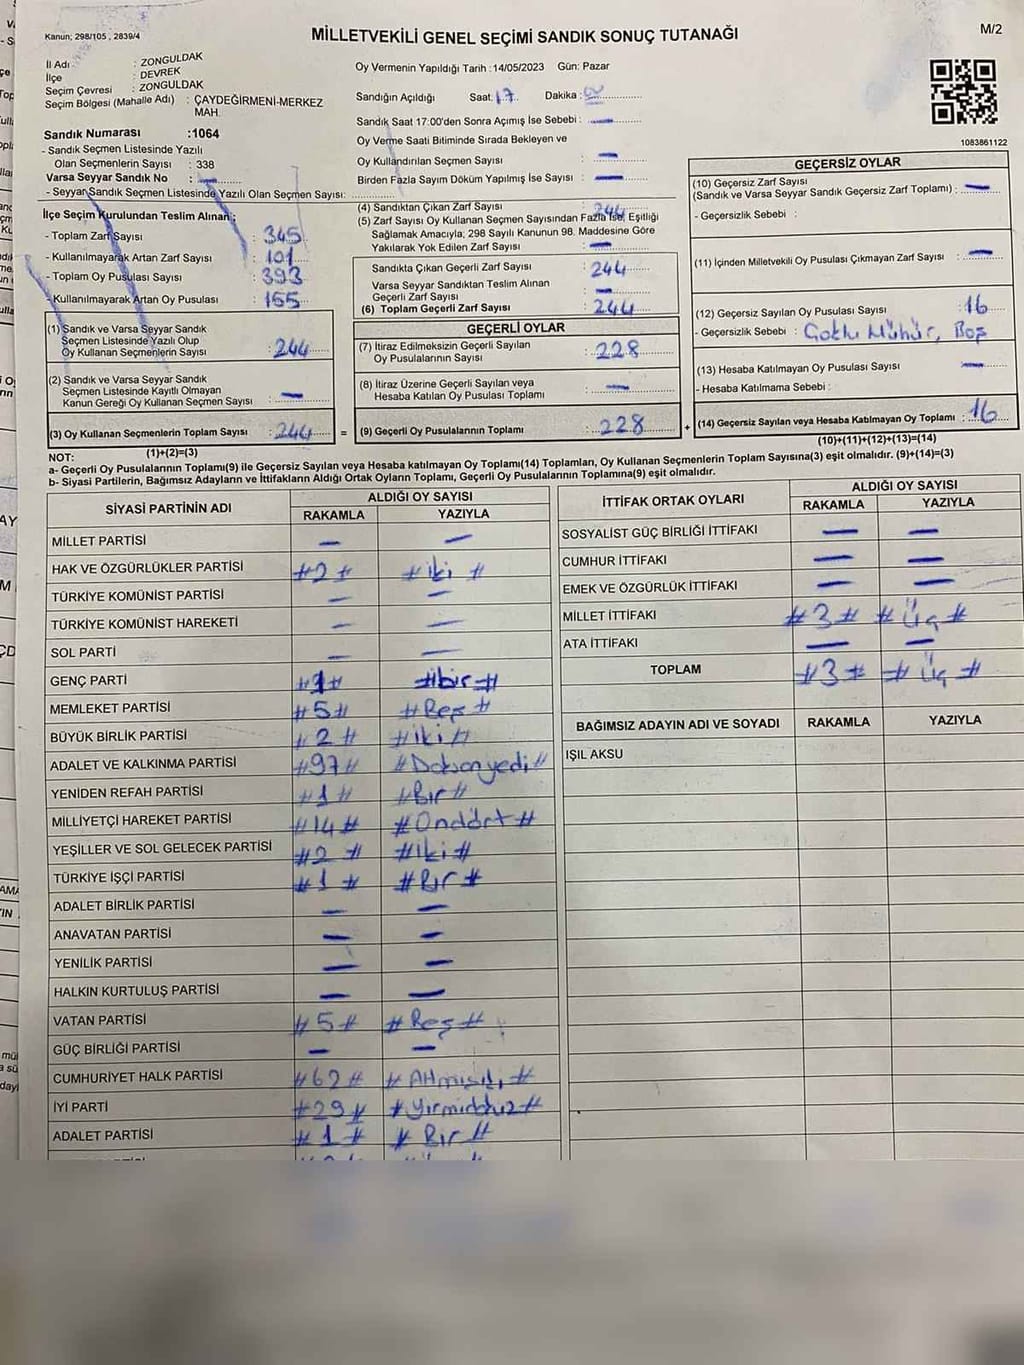 Kanun; 298/105 , 2839/4
MİLLETVEKİLİ GENEL SEÇİMİ SANDIK SONUÇ TUTANAĞI
M/2
İl Adı : ZONGULDAK
İlçe : DEVREK
Seçim Çevresi : ZONGULDAK
Seçim Bölgesi (Mahalle Adı) : ÇAYDEĞİRMENİ-MERKEZ
MAH.
Sandık Numarası :1064
- Sandık Seçmen Listesinde Yazılı
Olan Seçmenlerin Sayısı : 338
Varsa Seyyar Sandık No : —
- Seyyar Sandık Seçmen Listesinde Yazılı Olan Seçmen Sayısı:
Oy Vermenin Yapıldığı Tarih :14/05/2023 Gün: Pazar
Sandığın Açıldığı Saat: 17 Dakika :
Sandık Saat 17:00'den Sonra Açımış İse Sebebi : —
Oy Verme Saati Bitiminde Sırada Bekleyen ve
Oy Kullandırılan Seçmen Sayısı : —
Birden Fazla Sayım Döküm Yapılmış İse Sayısı : —
1083861122
İlçe Seçim Kurulundan Teslim Alınan ;
- Toplam Zarf Sayısı : 345
- Kullanılmayarak Artan Zarf Sayısı : 101
- Toplam Oy Pusulası Sayısı : 393
- Kullanılmayarak Artan Oy Pusulası : 155
(1) Sandık ve Varsa Seyyar Sandık
Seçmen Listesinde Yazılı Olup
Oy Kullanan Seçmenlerin Sayısı : 244
(2) Sandık ve Varsa Seyyar Sandık
Seçmen Listesinde Kayıtlı Olmayan
Kanun Gereği Oy Kullanan Seçmen Sayısı : —
(3) Oy Kullanan Seçmenlerin Toplam Sayısı : 244
(1)+(2)=(3)
(4) Sandıktan Çıkan Zarf Sayısı : 244
(5) Zarf Sayısı Oy Kullanan Seçmen Sayısından Fazla İse, Eşitliği
Sağlamak Amacıyla; 298 Sayılı Kanunun 98. Maddesine Göre
Yakılarak Yok Edilen Zarf Sayısı : —
Sandıkta Çıkan Geçerli Zarf Sayısı : 244
Varsa Seyyar Sandıktan Teslim Alınan
Geçerli Zarf Sayısı : —
(6) Toplam Geçerli Zarf Sayısı : 244
GEÇERLİ OYLAR
(7) İtiraz Edilmeksizin Geçerli Sayılan
Oy Pusulalarının Sayısı : 228
(8) İtiraz Üzerine Geçerli Sayılan veya
Hesaba Katılan Oy Pusulası Toplamı : —
= (9) Geçerli Oy Pusulalarının Toplamı : 228
GEÇERSİZ OYLAR
(10) Geçersiz Zarf Sayısı
(Sandık ve Varsa Seyyar Sandık Geçersiz Zarf Toplamı) : —
- Geçersizlik Sebebi :
(11) İçinden Milletvekili Oy Pusulası Çıkmayan Zarf Sayısı : —
(12) Geçersiz Sayılan Oy Pusulası Sayısı : 16
- Geçersizlik Sebebi : Çoklu Mühür, Boş
(13) Hesaba Katılmayan Oy Pusulası Sayısı : —
- Hesaba Katılmama Sebebi :
+ (14) Geçersiz Sayılan veya Hesaba Katılmayan Oy Toplamı : 16
(10)+(11)+(12)+(13)=(14)
NOT:
a- Geçerli Oy Pusulalarının Toplamı(9) ile Geçersiz Sayılan veya Hesaba katılmayan Oy Toplamı(14) Toplamları, Oy Kullanan Seçmenlerin Toplam Sayısına(3) eşit olmalıdır. (9)+(14)=(3)
b- Siyasi Partilerin, Bağımsız Adayların ve İttifakların Aldığı Ortak Oyların Toplamı, Geçerli Oy Pusulalarının Toplamına(9) eşit olmalıdır.
SİYASİ PARTİNİN ADI
ALDIĞI OY SAYISI
RAKAMLA YAZIYLA
MİLLET PARTİSİ — —
HAK VE ÖZGÜRLÜKLER PARTİSİ #2# #iki#
TÜRKİYE KOMÜNİST PARTİSİ — —
TÜRKİYE KOMÜNİST HAREKETİ — —
SOL PARTİ — —
GENÇ PARTİ #1# #bir#
MEMLEKET PARTİSİ #5# #Beş#
BÜYÜK BİRLİK PARTİSİ #2# #iki#
ADALET VE KALKINMA PARTİSİ #97# #Doksanyedi#
YENİDEN REFAH PARTİSİ #1# #Bir#
MİLLİYETÇİ HAREKET PARTİSİ #14# #Ondört#
YEŞİLLER VE SOL GELECEK PARTİSİ #2# #iki#
TÜRKİYE İŞÇİ PARTİSİ #1# #Bir#
ADALET BİRLİK PARTİSİ — —
ANAVATAN PARTİSİ — —
YENİLİK PARTİSİ — —
HALKIN KURTULUŞ PARTİSİ — —
VATAN PARTİSİ #5# #Beş#
GÜÇ BİRLİĞİ PARTİSİ — —
CUMHURİYET HALK PARTİSİ #62# #Altmışiki#
İYİ PARTİ #29# #Yirmidokuz#
ADALET PARTİSİ #1# #Bir#
İTTİFAK ORTAK OYLARI
ALDIĞI OY SAYISI
RAKAMLA YAZIYLA
SOSYALİST GÜÇ BİRLİĞİ İTTİFAKI — —
CUMHUR İTTİFAKI — —
EMEK VE ÖZGÜRLÜK İTTİFAKI — —
MİLLET İTTİFAKI #3# #Üç#
ATA İTTİFAKI — —
TOPLAM #3# #Üç#
BAĞIMSIZ ADAYIN ADI VE SOYADI RAKAMLA YAZIYLA
IŞIL AKSU